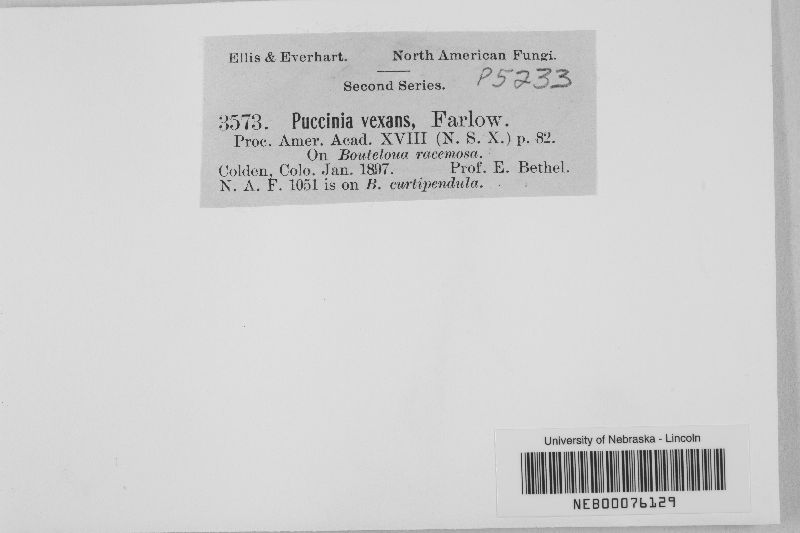 Ellis & Everhart. North American Fungi.
Second Series. P5233
3573. Puccinia vexans, Farlow.
Proc. Amer. Acad. XVIII (N. S. X.) p. 82.
On Bouteloua racemosa.
Golden, Colo. Jan. 1897. Prof. E. Bethel.
N. A. F. 1051 is on B. curtipendula.
University of Nebraska - Lincoln
NEB00076129